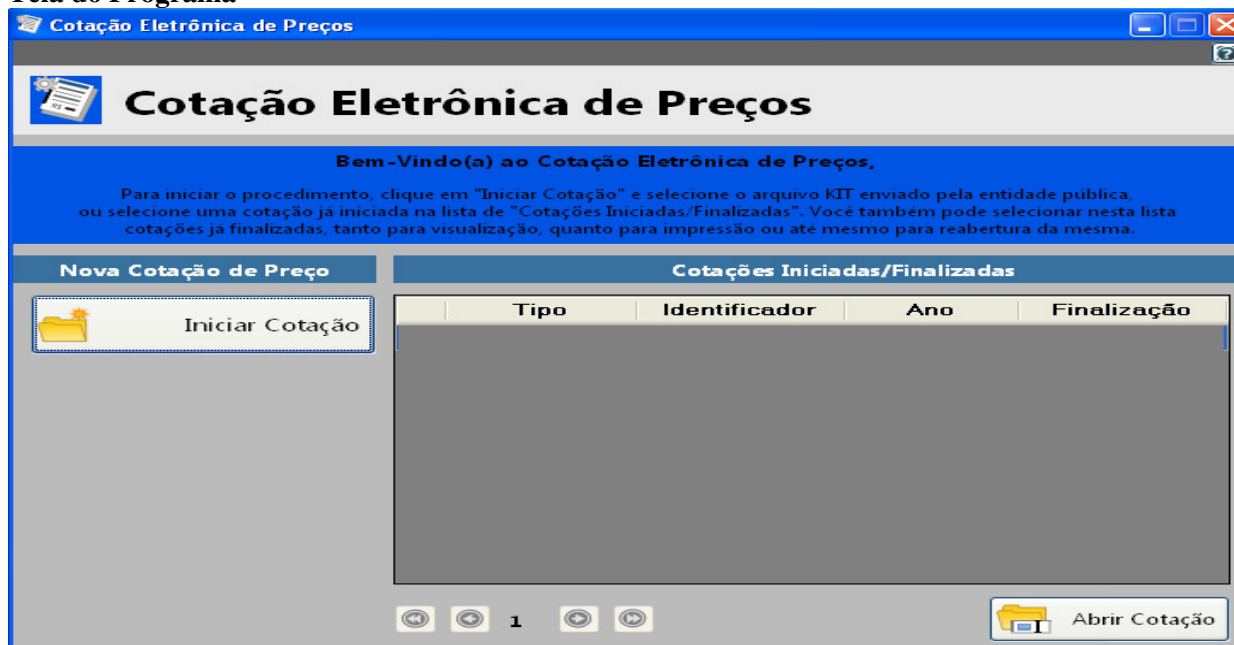 Tela do Programa
Cotação Eletrônica de Preços
Cotação Eletrônica de Preços
Bem-Vindo(a) ao Cotação Eletrônica de Preços,
Para iniciar o procedimento, clique em "Iniciar Cotação" e selecione o arquivo KIT enviado pela entidade pública,
ou selecione uma cotação já iniciada na lista de "Cotações Iniciadas/Finalizadas". Você também pode selecionar nesta lista
cotações já finalizadas, tanto para visualização, quanto para impressão ou até mesmo para reabertura da mesma.
Nova Cotação de Preço
Cotações Iniciadas/Finalizadas
Iniciar Cotação
Tipo Identificador Ano Finalização
1
Abrir Cotação